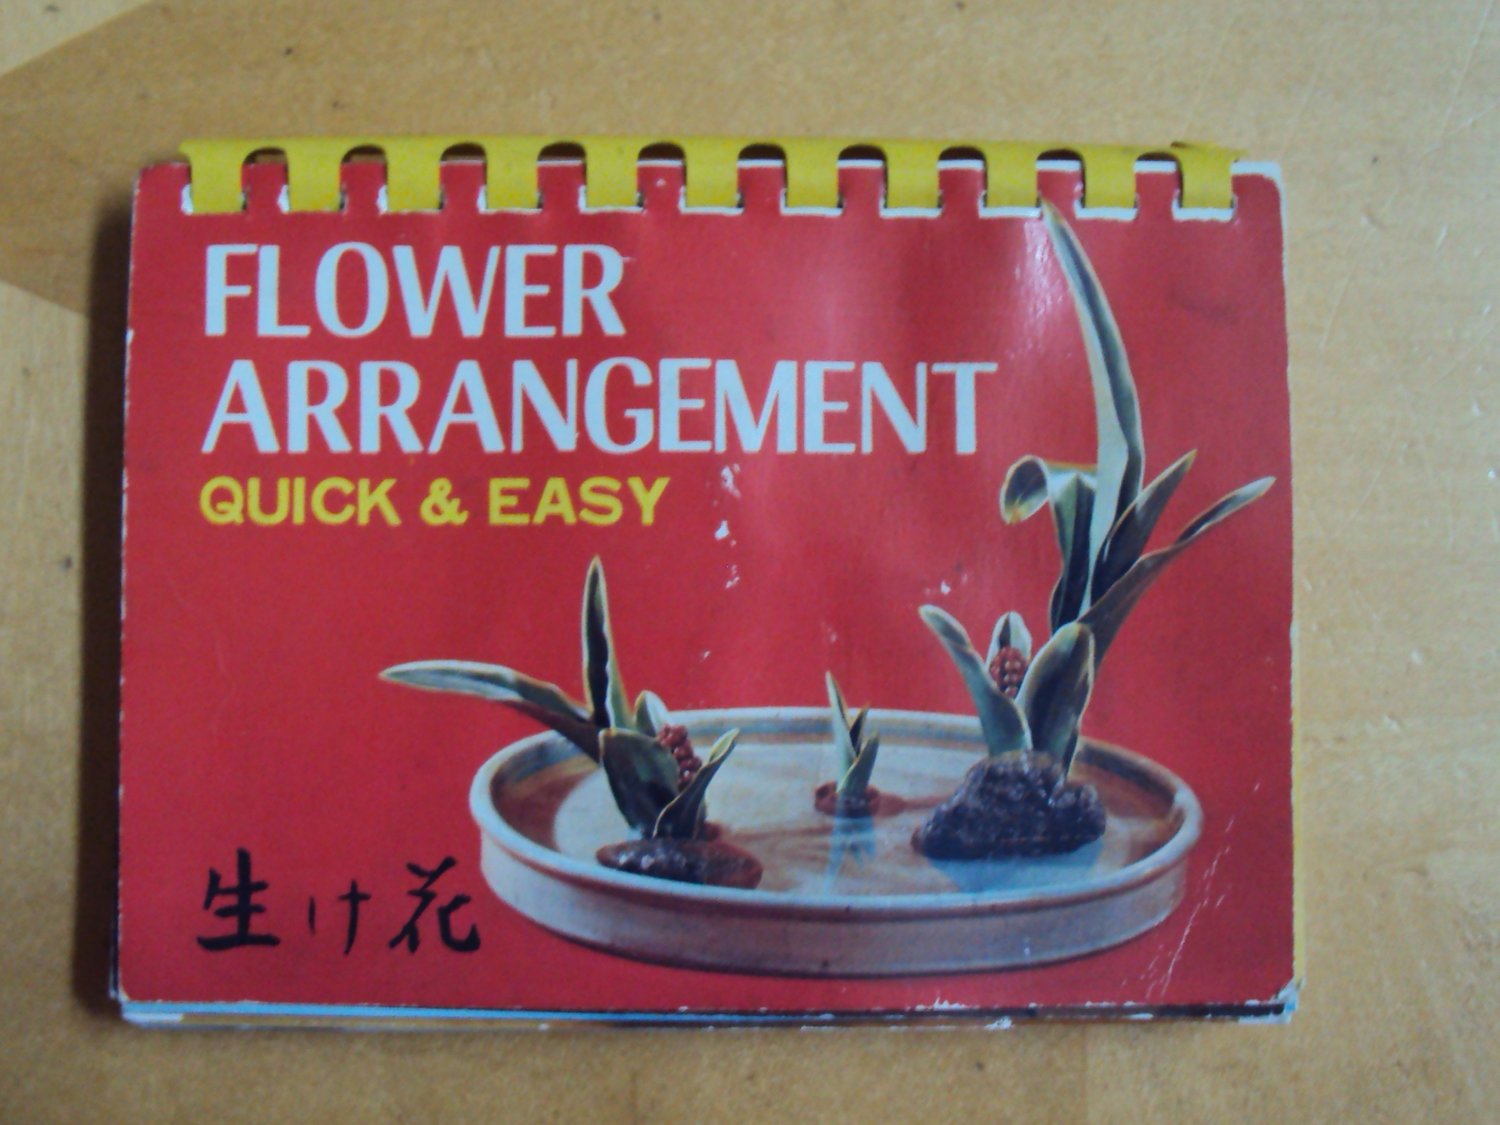 FLOWER
ARRANGEMENT
QUICK & EASY
生け花